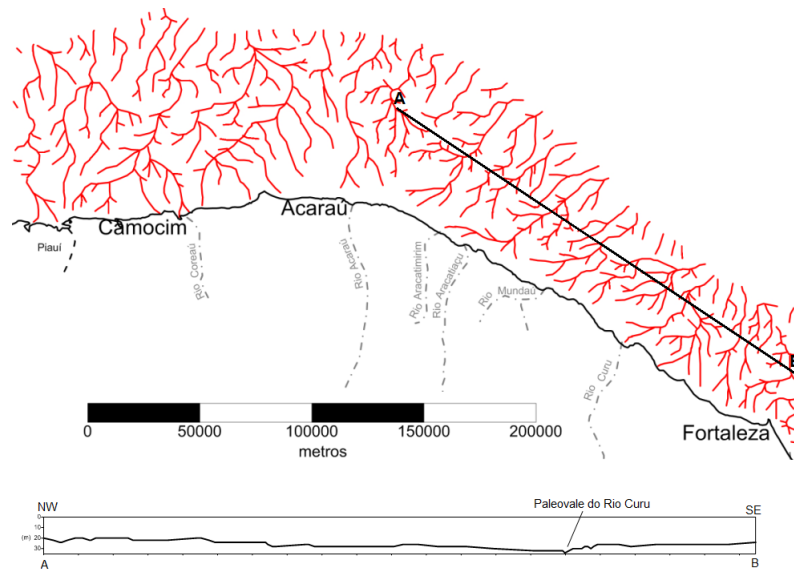 A
Acaraú
Camocim
Piauí
Rio Coreaú
Rio Acaraú
Rio Aracatimirim
Rio Aracatiaçú
Rio Mundaú
Rio Curu
B
Fortaleza
0 50000 100000 150000 200000
metros
Paleovale do Rio Curu
NW SE
0
10
(m) 20
30
A B